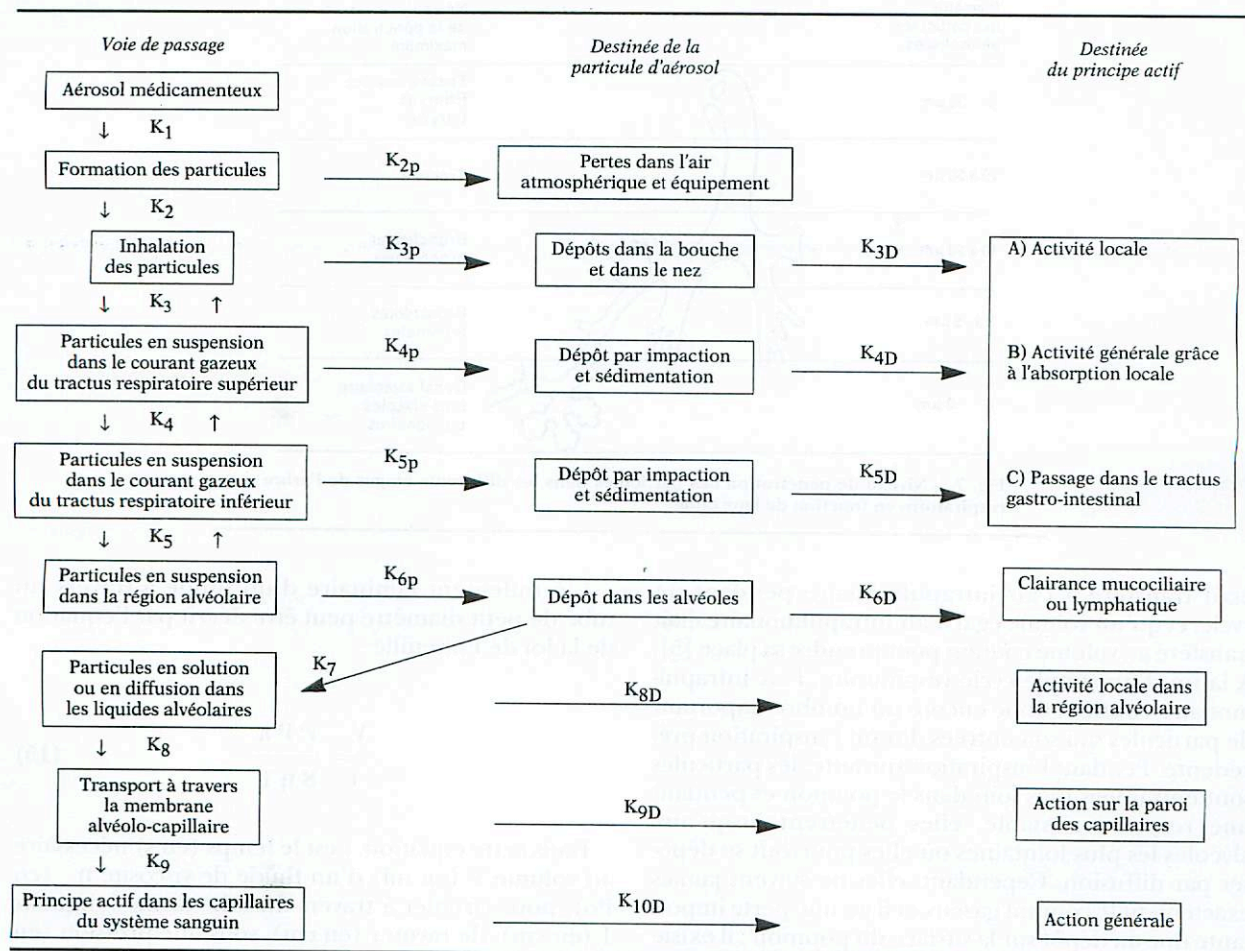 Voie de passage
Destinée de la
particule d'aérosol
Destinée
du principe actif
Aérosol médicamenteux
↓ K1
Formation des particules
K2p
Pertes dans l'air
atmosphérique et équipement
↓ K2
Inhalation
des particules
K3p
Dépôts dans la bouche
et dans le nez
K3D
A) Activité locale
↓ K3 ↑
Particules en suspension
dans le courant gazeux
du tractus respiratoire supérieur
K4p
Dépôt par impaction
et sédimentation
K4D
B) Activité générale grâce
à l'absorption locale
↓ K4 ↑
Particules en suspension
dans le courant gazeux
du tractus respiratoire inférieur
K5p
Dépôt par impaction
et sédimentation
K5D
C) Passage dans le tractus
gastro-intestinal
↓ K5 ↑
Particules en suspension
dans la région alvéolaire
K6p
Dépôt dans les alvéoles
K6D
Clairance mucociliaire
ou lymphatique
K7
Particules en solution
ou en diffusion dans
les liquides alvéolaires
K8D
Activité locale dans
la région alvéolaire
↓ K8
Transport à travers
la membrane
alvéolo-capillaire
K9D
Action sur la paroi
des capillaires
↓ K9
Principe actif dans les capillaires
du système sanguin
K10D
Action générale